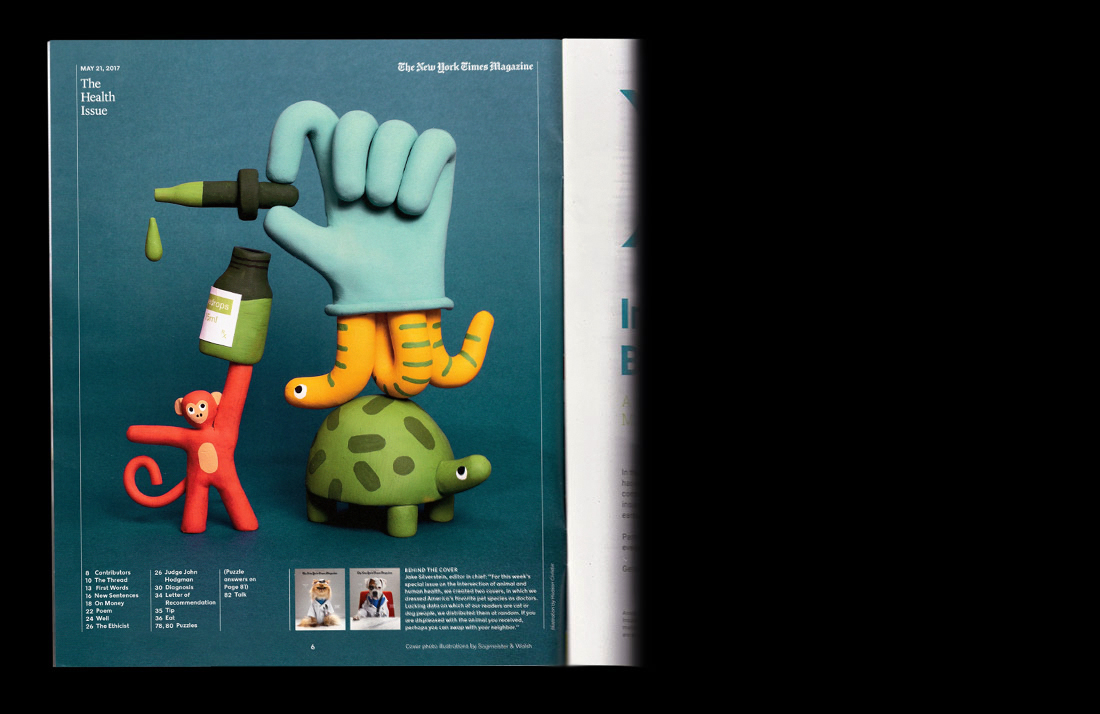 MAY 21, 2017
The New York Times Magazine
The
Health
Issue
drops
5ml
8 Contributors
10 The Thread
13 First Words
16 New Sentences
18 On Money
22 Poem
24 Well
26 The Ethicist
26 Judge John
Hodgman
30 Diagnosis
34 Letter of
Recommendation
35 Tip
36 Eat
78, 80 Puzzles
(Puzzle
answers on
Page 81)
82 Talk
BEHIND THE COVER
Jake Silverstein, editor in chief: "For this week's
special issue on the intersection of animal and
human health, we created two covers, in which we
dressed America's favorite pet species as doctors.
Lacking data on which of our readers are cat or
dog people, we distributed them at random. If you
are displeased with the animal you received,
perhaps you can swap with your neighbor."
6
Cover photo illustrations by Sagmeister & Walsh
Illustration by Hudson Christie